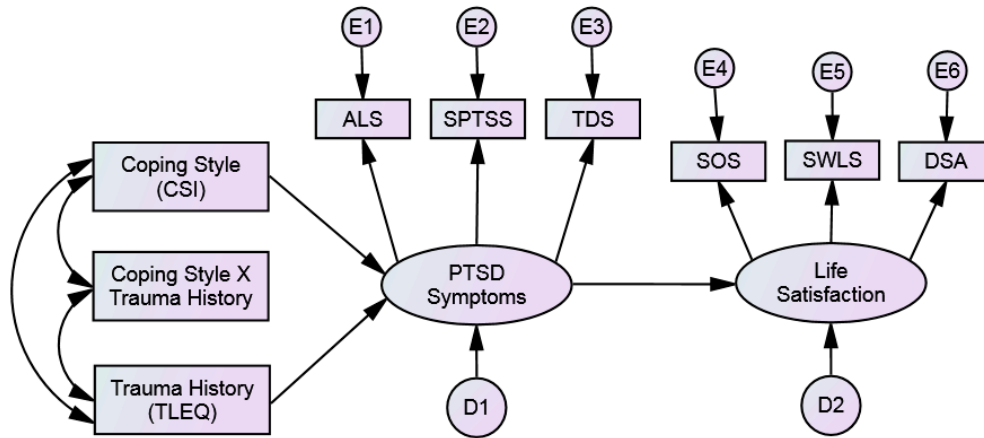 E1
E2
E3
E4
E5
E6
ALS
SPTSS
TDS
SOS
SWLS
DSA
Coping Style
(CSI)
Coping Style X
Trauma History
Trauma History
(TLEQ)
PTSD
Symptoms
Life
Satisfaction
D1
D2